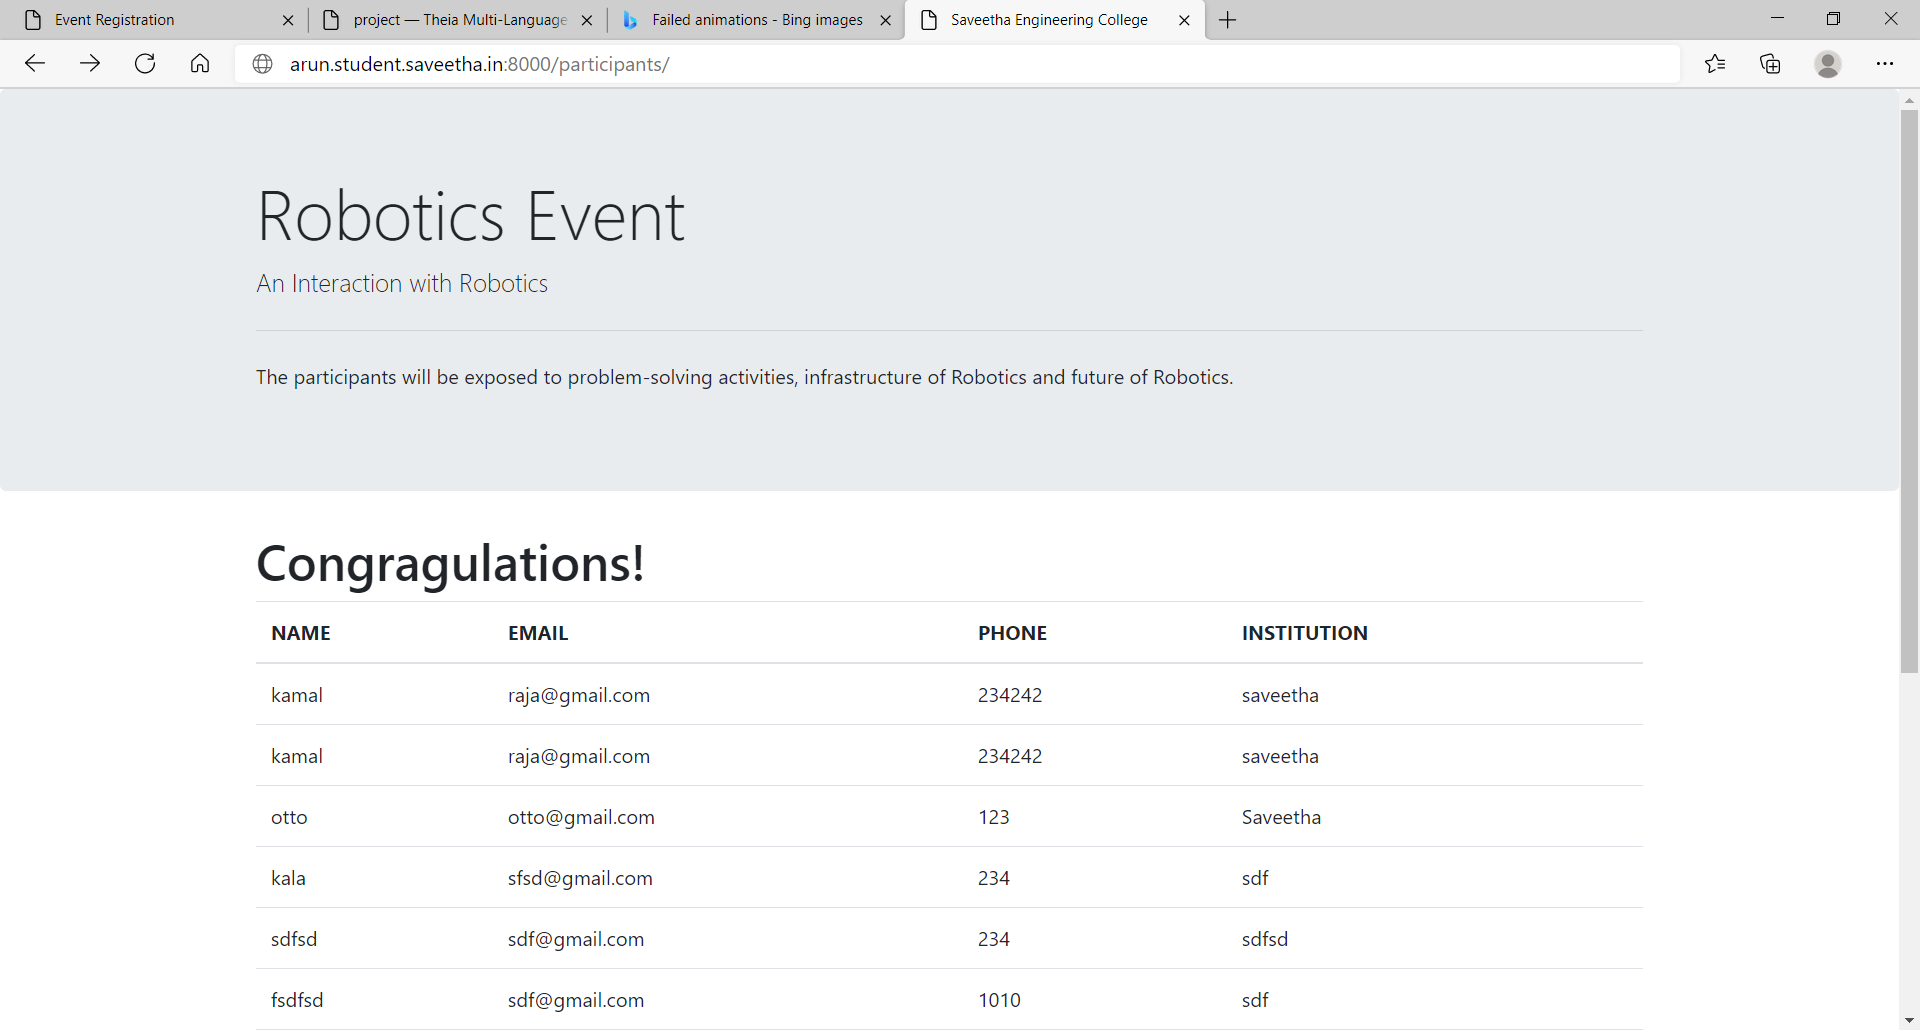 Event Registration
project — Theia Multi-Language
Failed animations - Bing images
Saveetha Engineering College
arun.student.saveetha.in:8000/participants/
Robotics Event
An Interaction with Robotics
The participants will be exposed to problem-solving activities, infrastructure of Robotics and future of Robotics.
Congragulations!
NAME EMAIL PHONE INSTITUTION
kamal raja@gmail.com 234242 saveetha
kamal raja@gmail.com 234242 saveetha
otto otto@gmail.com 123 Saveetha
kala sfsd@gmail.com 234 sdf
sdfsd sdf@gmail.com 234 sdfsd
fsdfsd sdf@gmail.com 1010 sdf